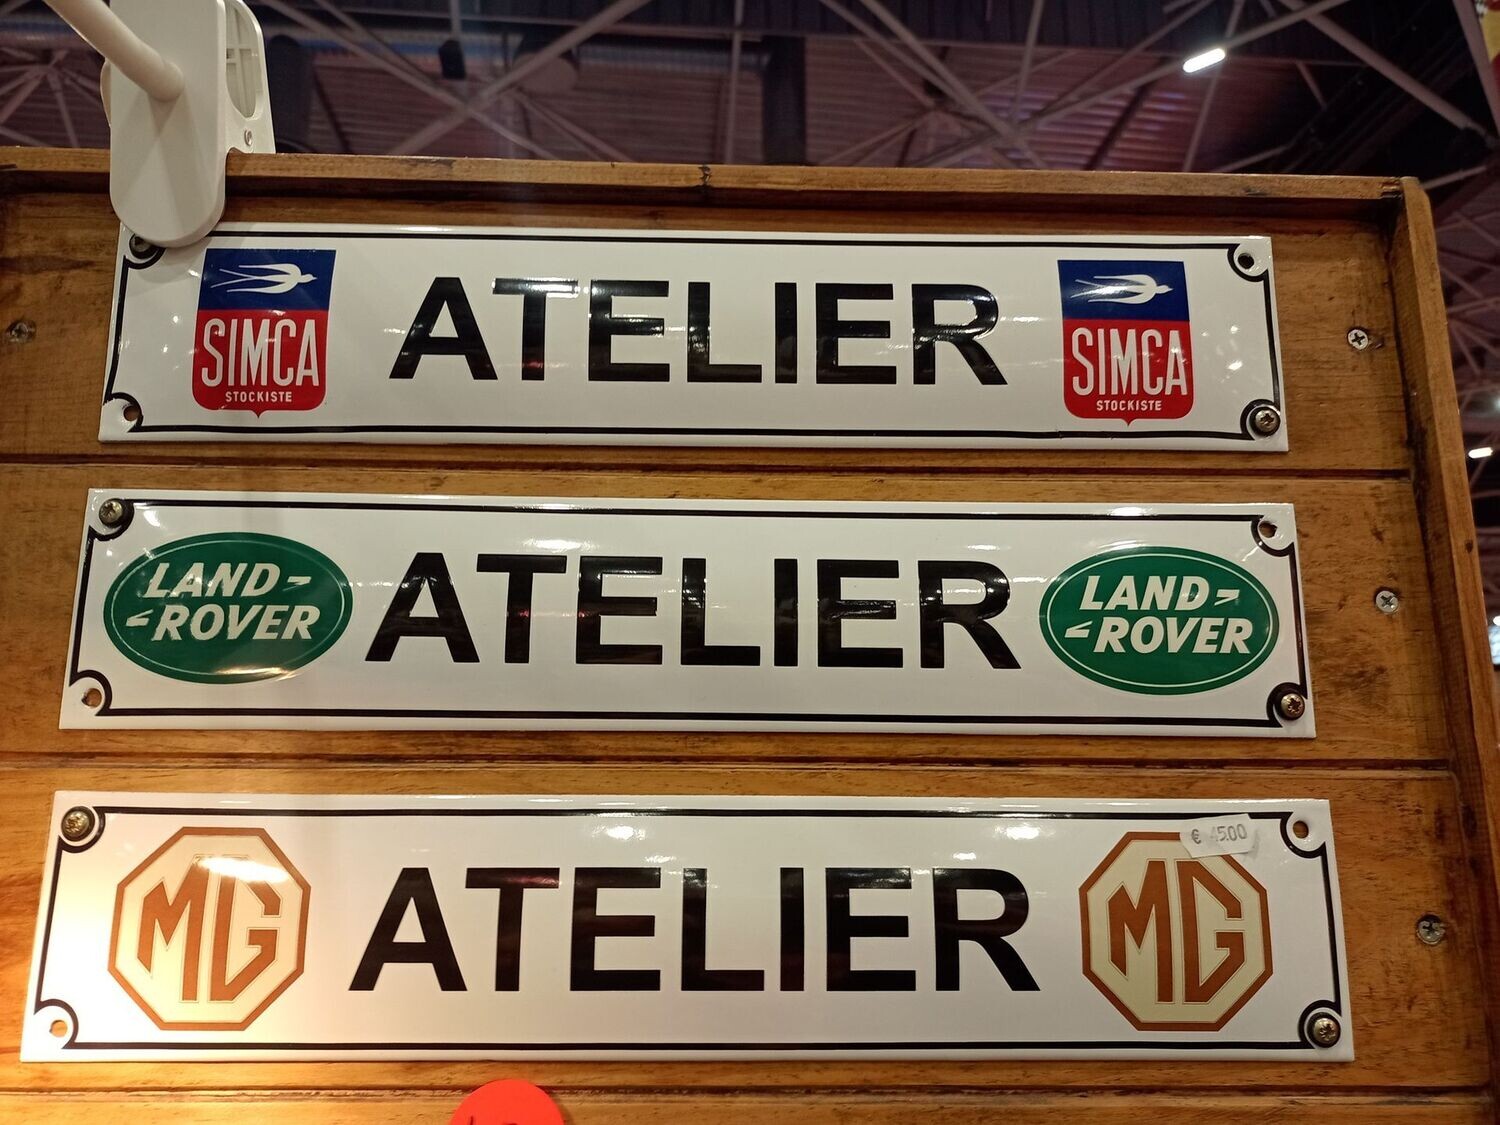 SIMCA
STOCKISTE
ATELIER
SIMCA
STOCKISTE
LAND-
-ROVER
ATELIER
LAND-
-ROVER
MG
ATELIER
MG
€ 45.00